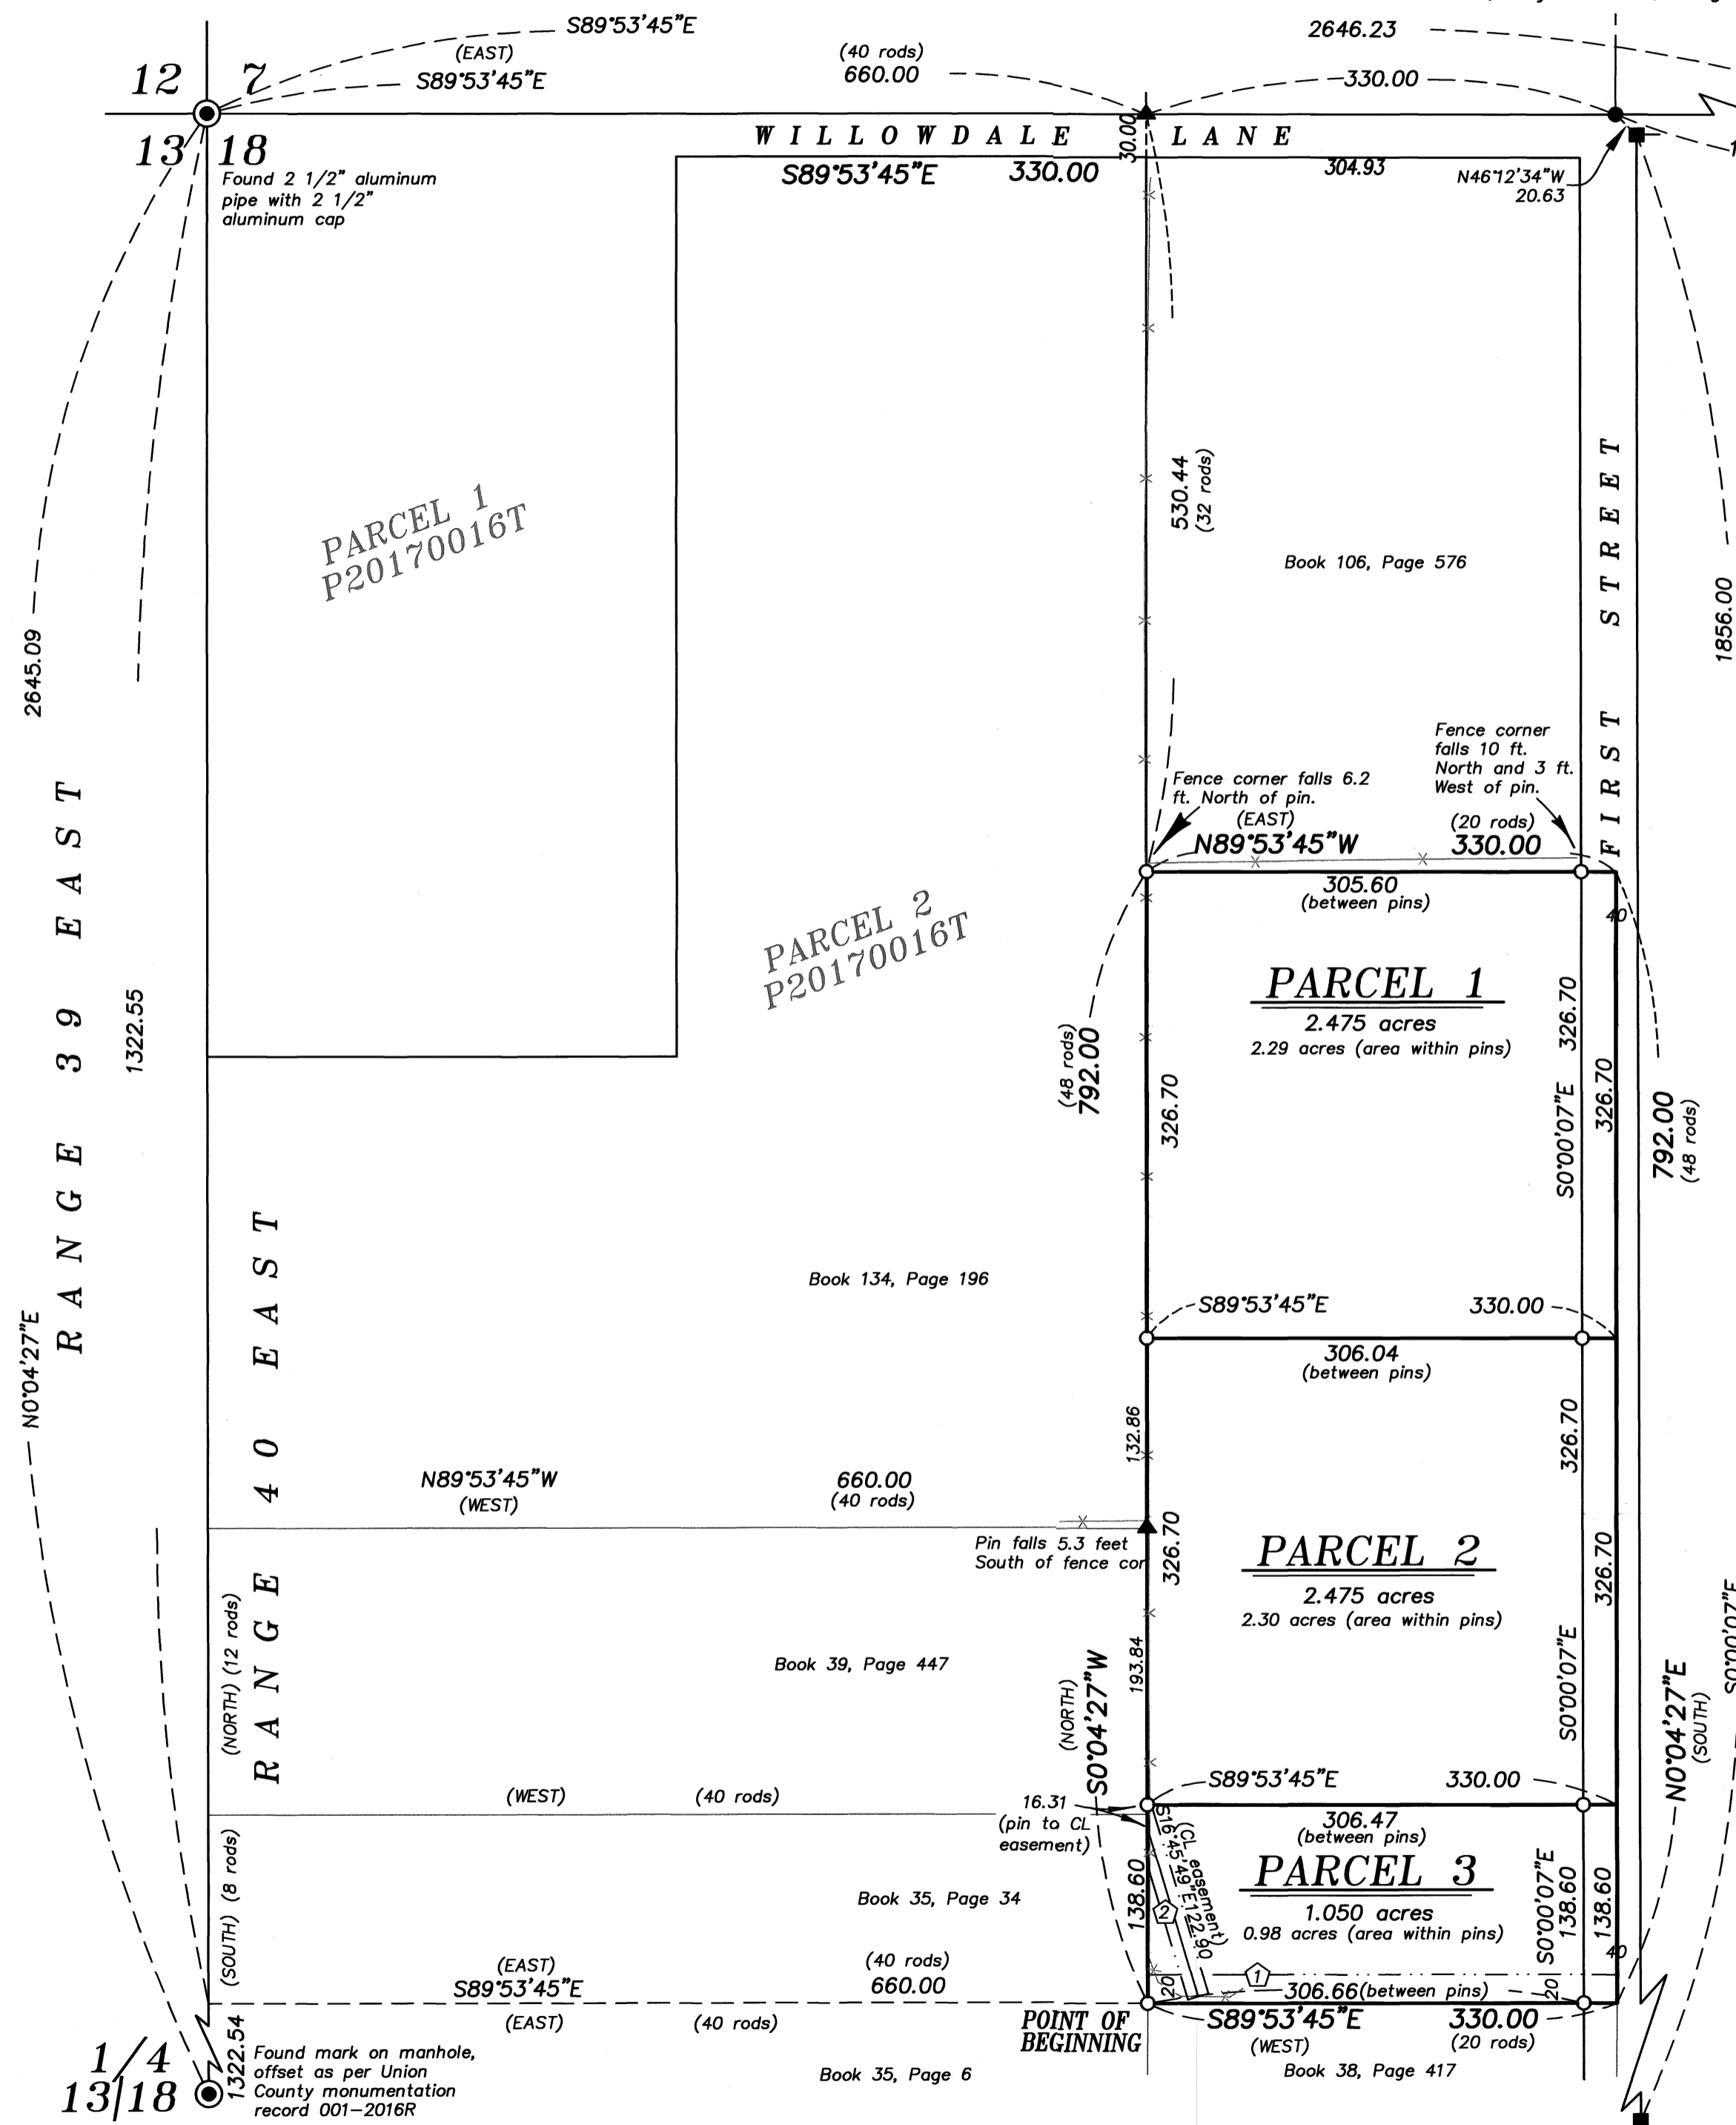 S89°53'45"E
(EAST)
S89°53'45"E
(40 rods)
660.00
2646.23
330.00
12 7
13 18
WILLOWDALE LANE
30.00
S89°53'45"E 330.00
304.93
N46°12'34"W
20.63
Found 2 1/2" aluminum
pipe with 2 1/2"
aluminum cap
PARCEL 1
P20170016T
530.44
(32 rods)
Book 106, Page 576
FIRST STREET
1856.00
2645.09
RANGE 39 EAST
1322.55
N0°04'27"E
Fence corner falls 6.2
ft. North of pin.
Fence corner
falls 10 ft.
North and 3 ft.
West of pin.
(EAST)
N89°53'45"W
(20 rods)
330.00
305.60
(between pins)
40
PARCEL 2
P20170016T
PARCEL 1
2.475 acres
2.29 acres (area within pins)
(48 rods)
792.00
326.70
326.70
S0°00'07"E
326.70
792.00
(48 rods)
RANGE 40 EAST
Book 134, Page 196
S89°53'45"E 330.00
306.04
(between pins)
132.86
326.70
N89°53'45"W
(WEST)
660.00
(40 rods)
Pin falls 5.3 feet
South of fence cor
326.70
PARCEL 2
2.475 acres
2.30 acres (area within pins)
326.70
S0°00'07"E
S0°00'07"E
(NORTH) (12 rods)
Book 39, Page 447
193.84
(NORTH)
S0°04'27"W
N0°04'27"E
(SOUTH)
(WEST) (40 rods)
S89°53'45"E 330.00
16.31
(pin to CL
easement)
306.47
(between pins)
PARCEL 3
1.050 acres
0.98 acres (area within pins)
138.60
S16°45'49"E 122.90
(CL easement)
2
S0°00'07"E
138.60
138.60
40
(SOUTH) (8 rods)
Book 35, Page 34
(EAST)
S89°53'45"E
(40 rods)
660.00
20
1
306.66(between pins)
20
(EAST) (40 rods)
POINT OF
BEGINNING
S89°53'45"E
(WEST)
330.00
(20 rods)
Book 35, Page 6
Book 38, Page 417
1/4
13|18
1322.54
Found mark on manhole,
offset as per Union
County monumentation
record 001-2016R